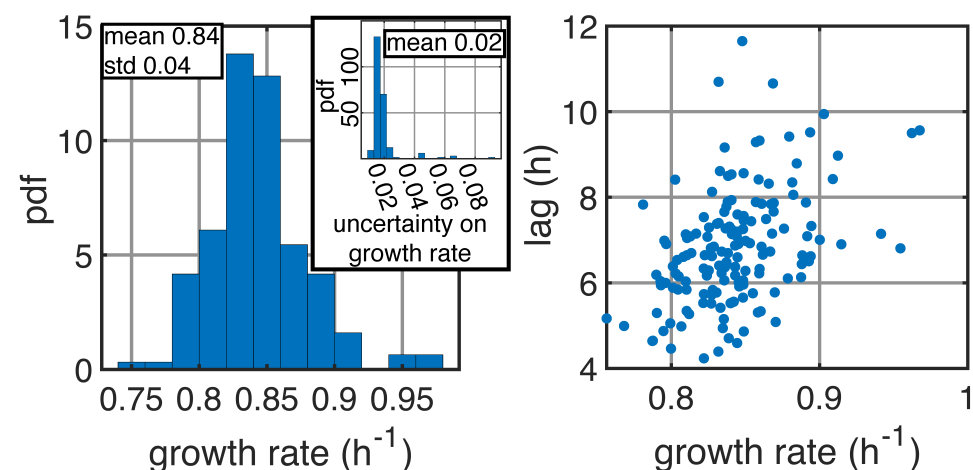 15
10
5
0
pdf
mean 0.84
std 0.04
0.75 0.8 0.85 0.9 0.95
growth rate (h-1)
100
50
pdf
mean 0.02
0.02 0.04 0.06 0.08
uncertainty on
growth rate
12
10
8
6
4
lag (h)
0.8 0.9 1
growth rate (h-1)